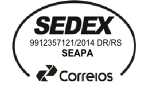 SEDEX
9912357121/2014 DR/RS
SEAPA
Correios